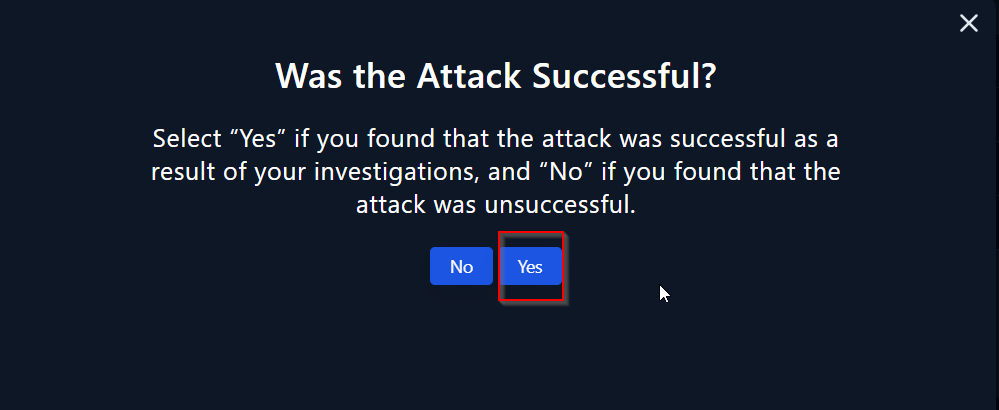 Was the Attack Successful?
Select “Yes” if you found that the attack was successful as a
result of your investigations, and “No” if you found that the
attack was unsuccessful.
No Yes